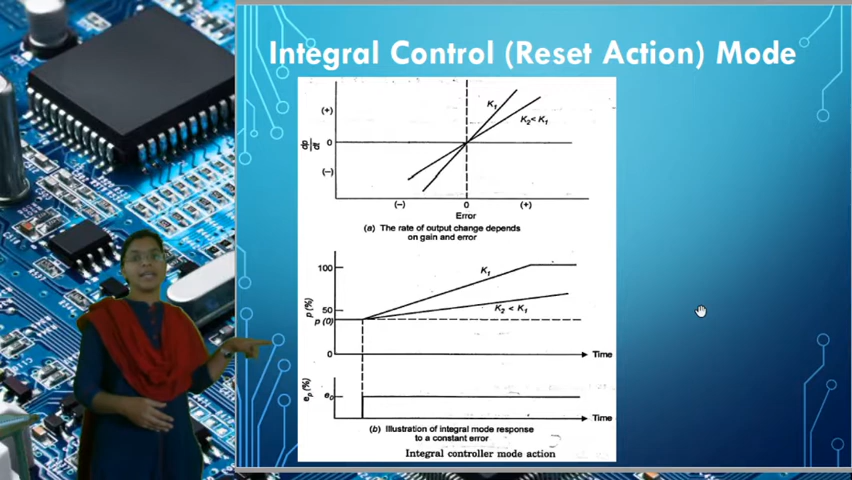 Integral Control (Reset Action) Mode
(+)
K1
K2 < K1
dp
dt
0
(–)
(–) 0 (+)
Error
(a) The rate of output change depends
on gain and error
100
K1
p (%)
50
K2 < K1
p (0)
0
Time
ep (%)
e0
Time
(b) Illustration of integral mode response
to a constant error
Integral controller mode action